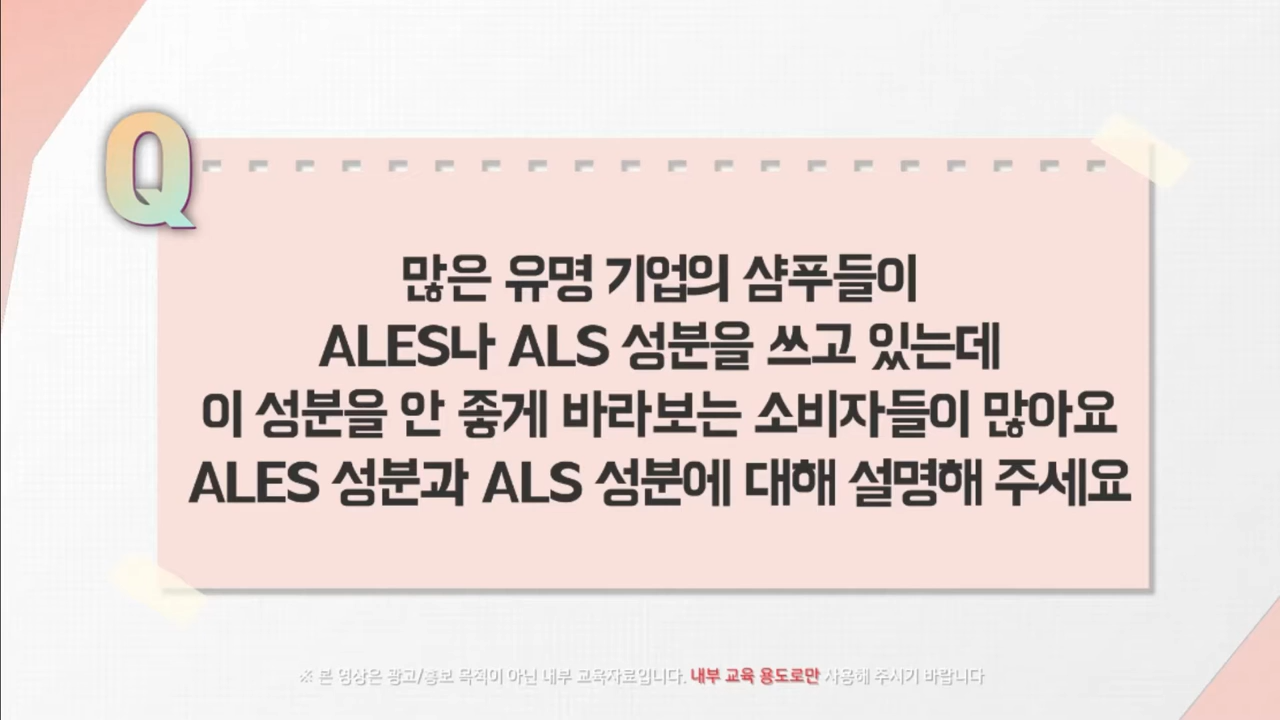 Q
많은 유명 기업의 샴푸들이
ALES나 ALS 성분을 쓰고 있는데
이 성분을 안 좋게 바라보는 소비자들이 많아요
ALES 성분과 ALS 성분에 대해 설명해 주세요
※ 본 영상은 광고/홍보 목적이 아닌 내부 교육자료입니다. 내부 교육 용도로만 사용해 주시기 바랍니다